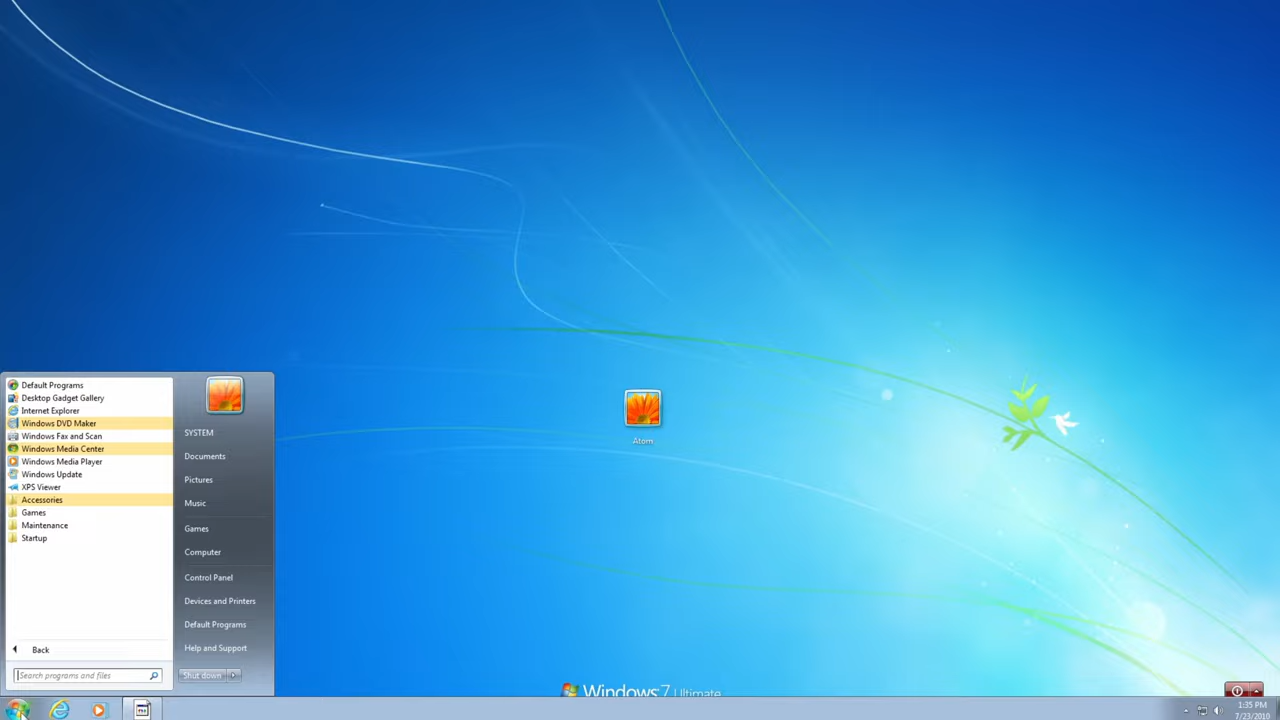 Default Programs
Desktop Gadget Gallery
Internet Explorer
Windows DVD Maker
Windows Fax and Scan
Windows Media Center
Windows Media Player
Windows Update
XPS Viewer
Accessories
Games
Maintenance
Startup
Back
Search programs and files
SYSTEM
Documents
Pictures
Music
Games
Computer
Control Panel
Devices and Printers
Default Programs
Help and Support
Shut down
Atom
Windows 7 Ultimate
1:35 PM
7/23/2010